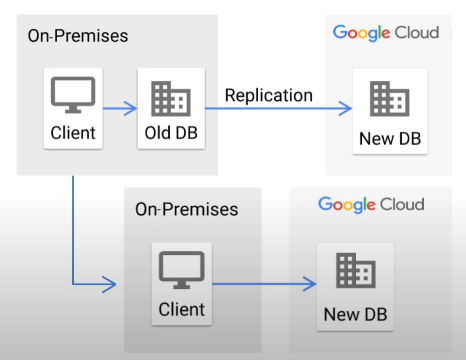 On-Premises
Google Cloud
Client
Old DB
Replication
New DB
On-Premises
Google Cloud
Client
New DB